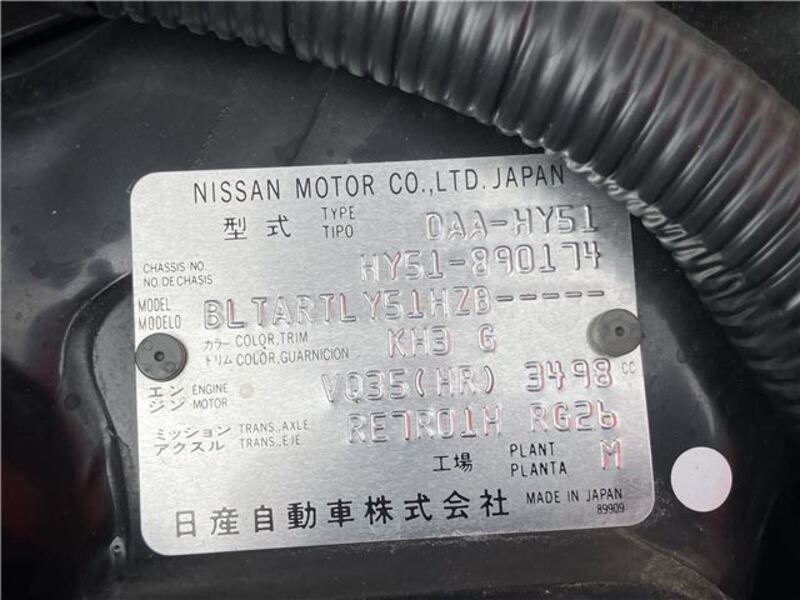 NISSAN MOTOR CO.,LTD. JAPAN
型式 TYPE TIPO DAA-HY51
CHASSIS NO. NO. DE CHASIS HY51-890174
MODEL MODELO BLTARTLY51HZB-----
カラー COLOR,TRIM トリム COLOR,GUARNICION KH3 G
エンジン ENGINE MOTOR VQ35(HR) 3498 CC
ミッション TRANS.,AXLE アクスル TRANS.,EJE RE7R01H RG26
工場 PLANT PLANTA M
日産自動車株式会社 MADE IN JAPAN
89909